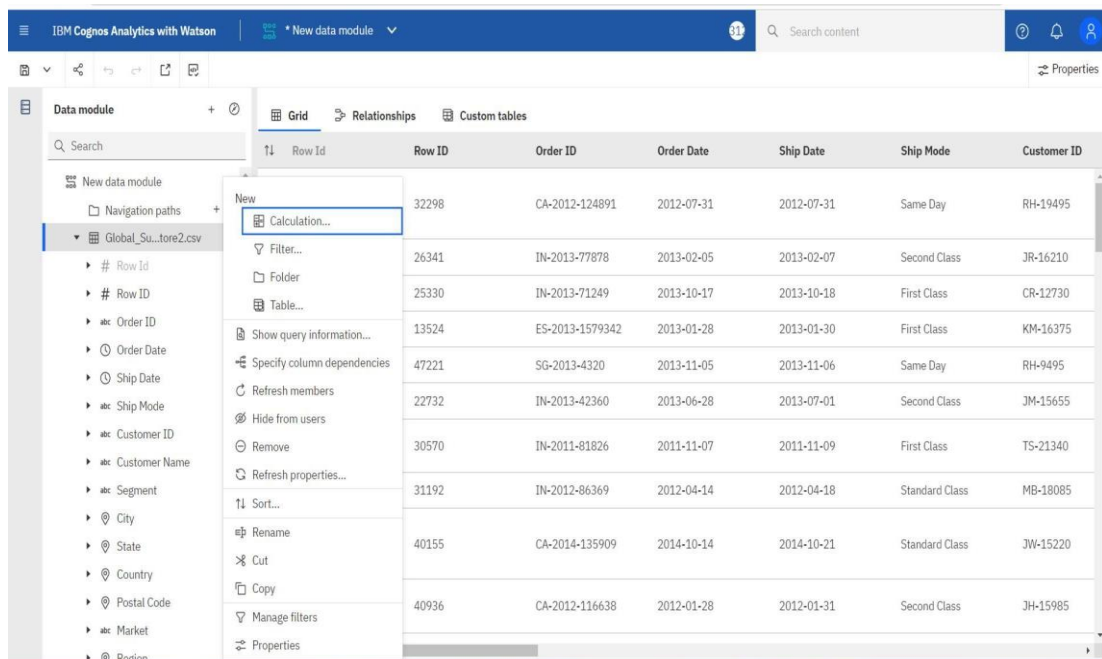 IBM Cognos Analytics with Watson
* New data module
31.
Search content
Properties
Data module
Search
New data module
Navigation paths
Global_Su...tore2.csv
Row Id
Row ID
Order ID
Order Date
Ship Date
Ship Mode
Customer ID
Customer Name
Segment
City
State
Country
Postal Code
Market
Region
New
Calculation...
Filter...
Folder
Table...
Show query information...
Specify column dependencies
Refresh members
Hide from users
Remove
Refresh properties...
Sort...
Rename
Cut
Copy
Manage filters
Properties
Grid Relationships Custom tables
Row Id Row ID Order ID Order Date Ship Date Ship Mode Customer ID
32298 CA-2012-124891 2012-07-31 2012-07-31 Same Day RH-19495
26341 IN-2013-77878 2013-02-05 2013-02-07 Second Class JR-16210
25330 IN-2013-71249 2013-10-17 2013-10-18 First Class CR-12730
13524 ES-2013-1579342 2013-01-28 2013-01-30 First Class KM-16375
47221 SG-2013-4320 2013-11-05 2013-11-06 Same Day RH-9495
22732 IN-2013-42360 2013-06-28 2013-07-01 Second Class JM-15655
30570 IN-2011-81826 2011-11-07 2011-11-09 First Class TS-21340
31192 IN-2012-86369 2012-04-14 2012-04-18 Standard Class MB-18085
40155 CA-2014-135909 2014-10-14 2014-10-21 Standard Class JW-15220
40936 CA-2012-116638 2012-01-28 2012-01-31 Second Class JH-15985